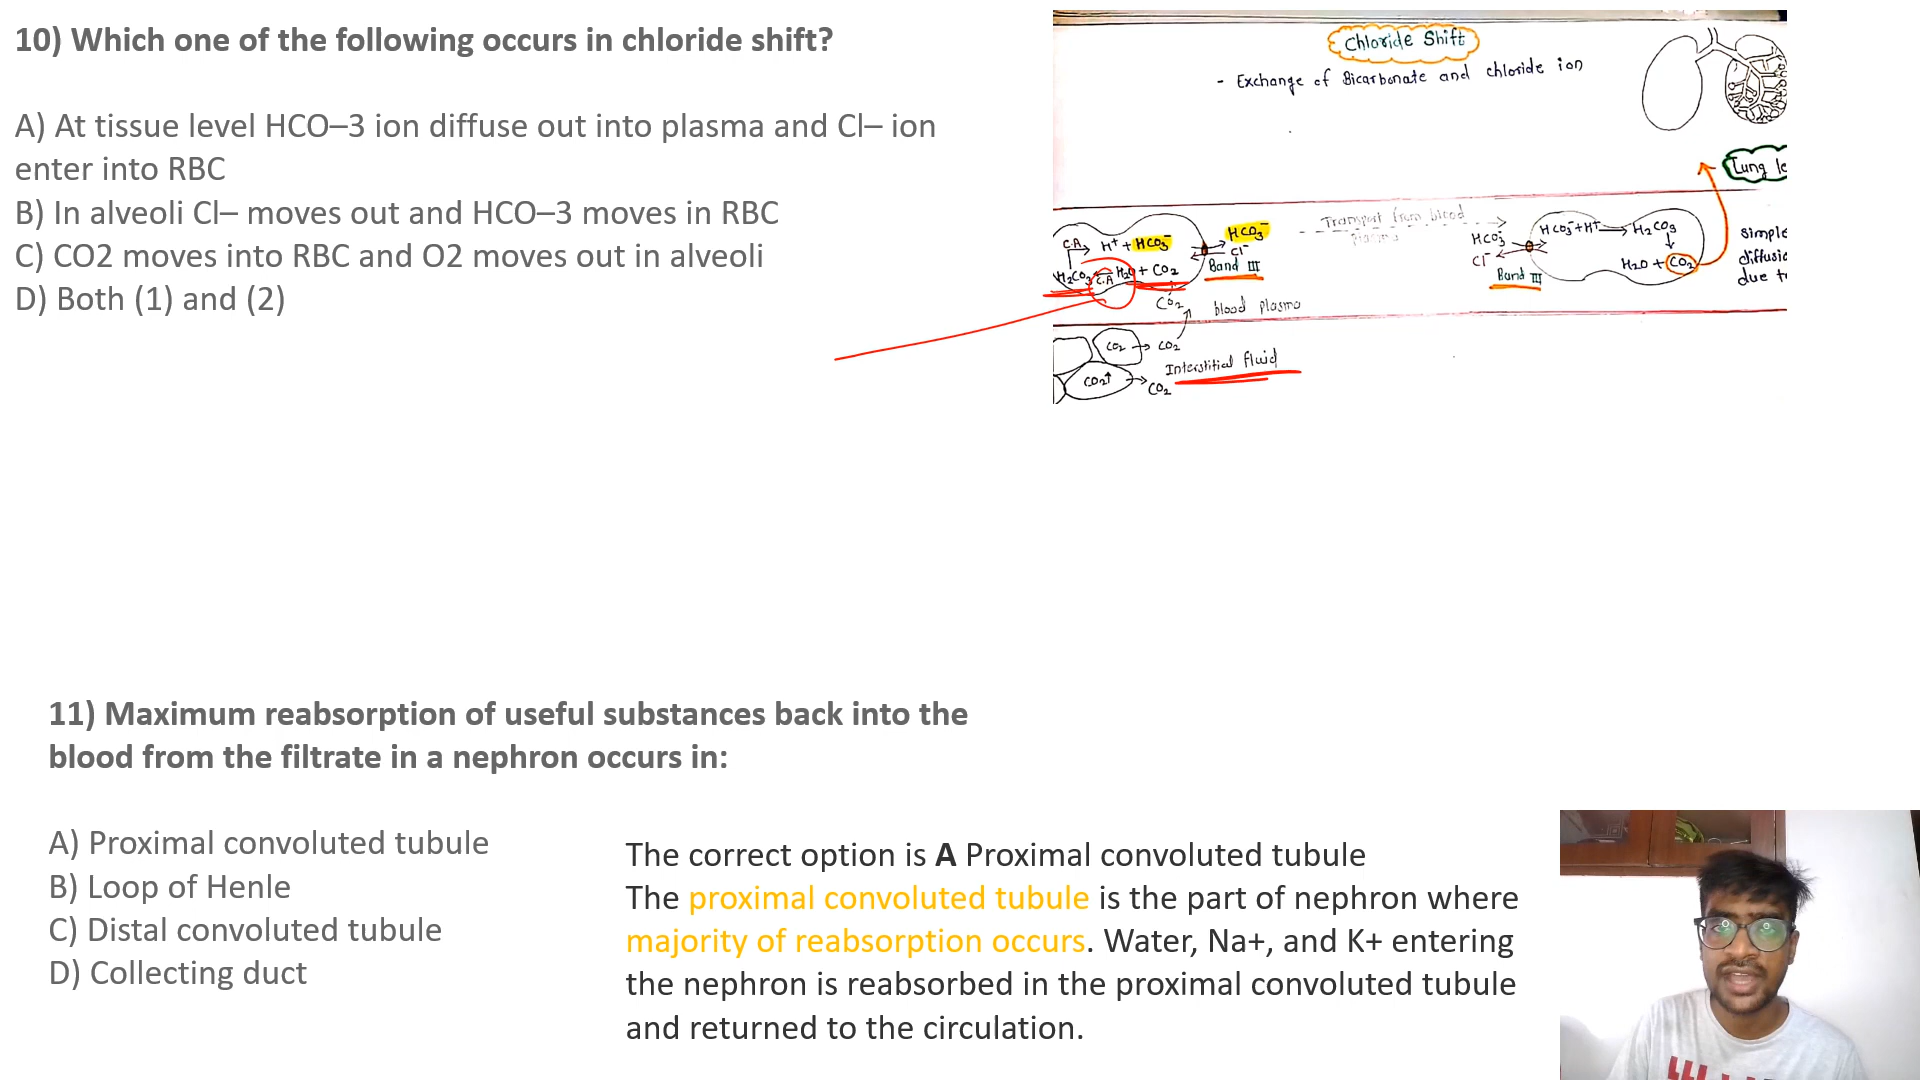 10) Which one of the following occurs in chloride shift?
A) At tissue level HCO–3 ion diffuse out into plasma and Cl– ion
enter into RBC
B) In alveoli Cl– moves out and HCO–3 moves in RBC
C) CO2 moves into RBC and O2 moves out in alveoli
D) Both (1) and (2)
Chloride Shift
- Exchange of Bicarbonate and chloride ion
Lung le
C.A H⁺ + HCO₃⁻
HCO₃⁻
Cl⁻
H₂CO₃ C.A H₂O + CO₂
Band III
CO₂
blood plasma
Transport from blood
plasma
HCO₃⁻
Cl⁻
Band III
HCO₃⁻+H⁺ → H₂CO₃
H₂O + CO₂
simple
diffusio
due t
CO₂ → CO₂
CO₂↑ → CO₂
Interstitial fluid
11) Maximum reabsorption of useful substances back into the
blood from the filtrate in a nephron occurs in:
A) Proximal convoluted tubule
B) Loop of Henle
C) Distal convoluted tubule
D) Collecting duct
The correct option is A Proximal convoluted tubule
The proximal convoluted tubule is the part of nephron where
majority of reabsorption occurs. Water, Na+, and K+ entering
the nephron is reabsorbed in the proximal convoluted tubule
and returned to the circulation.